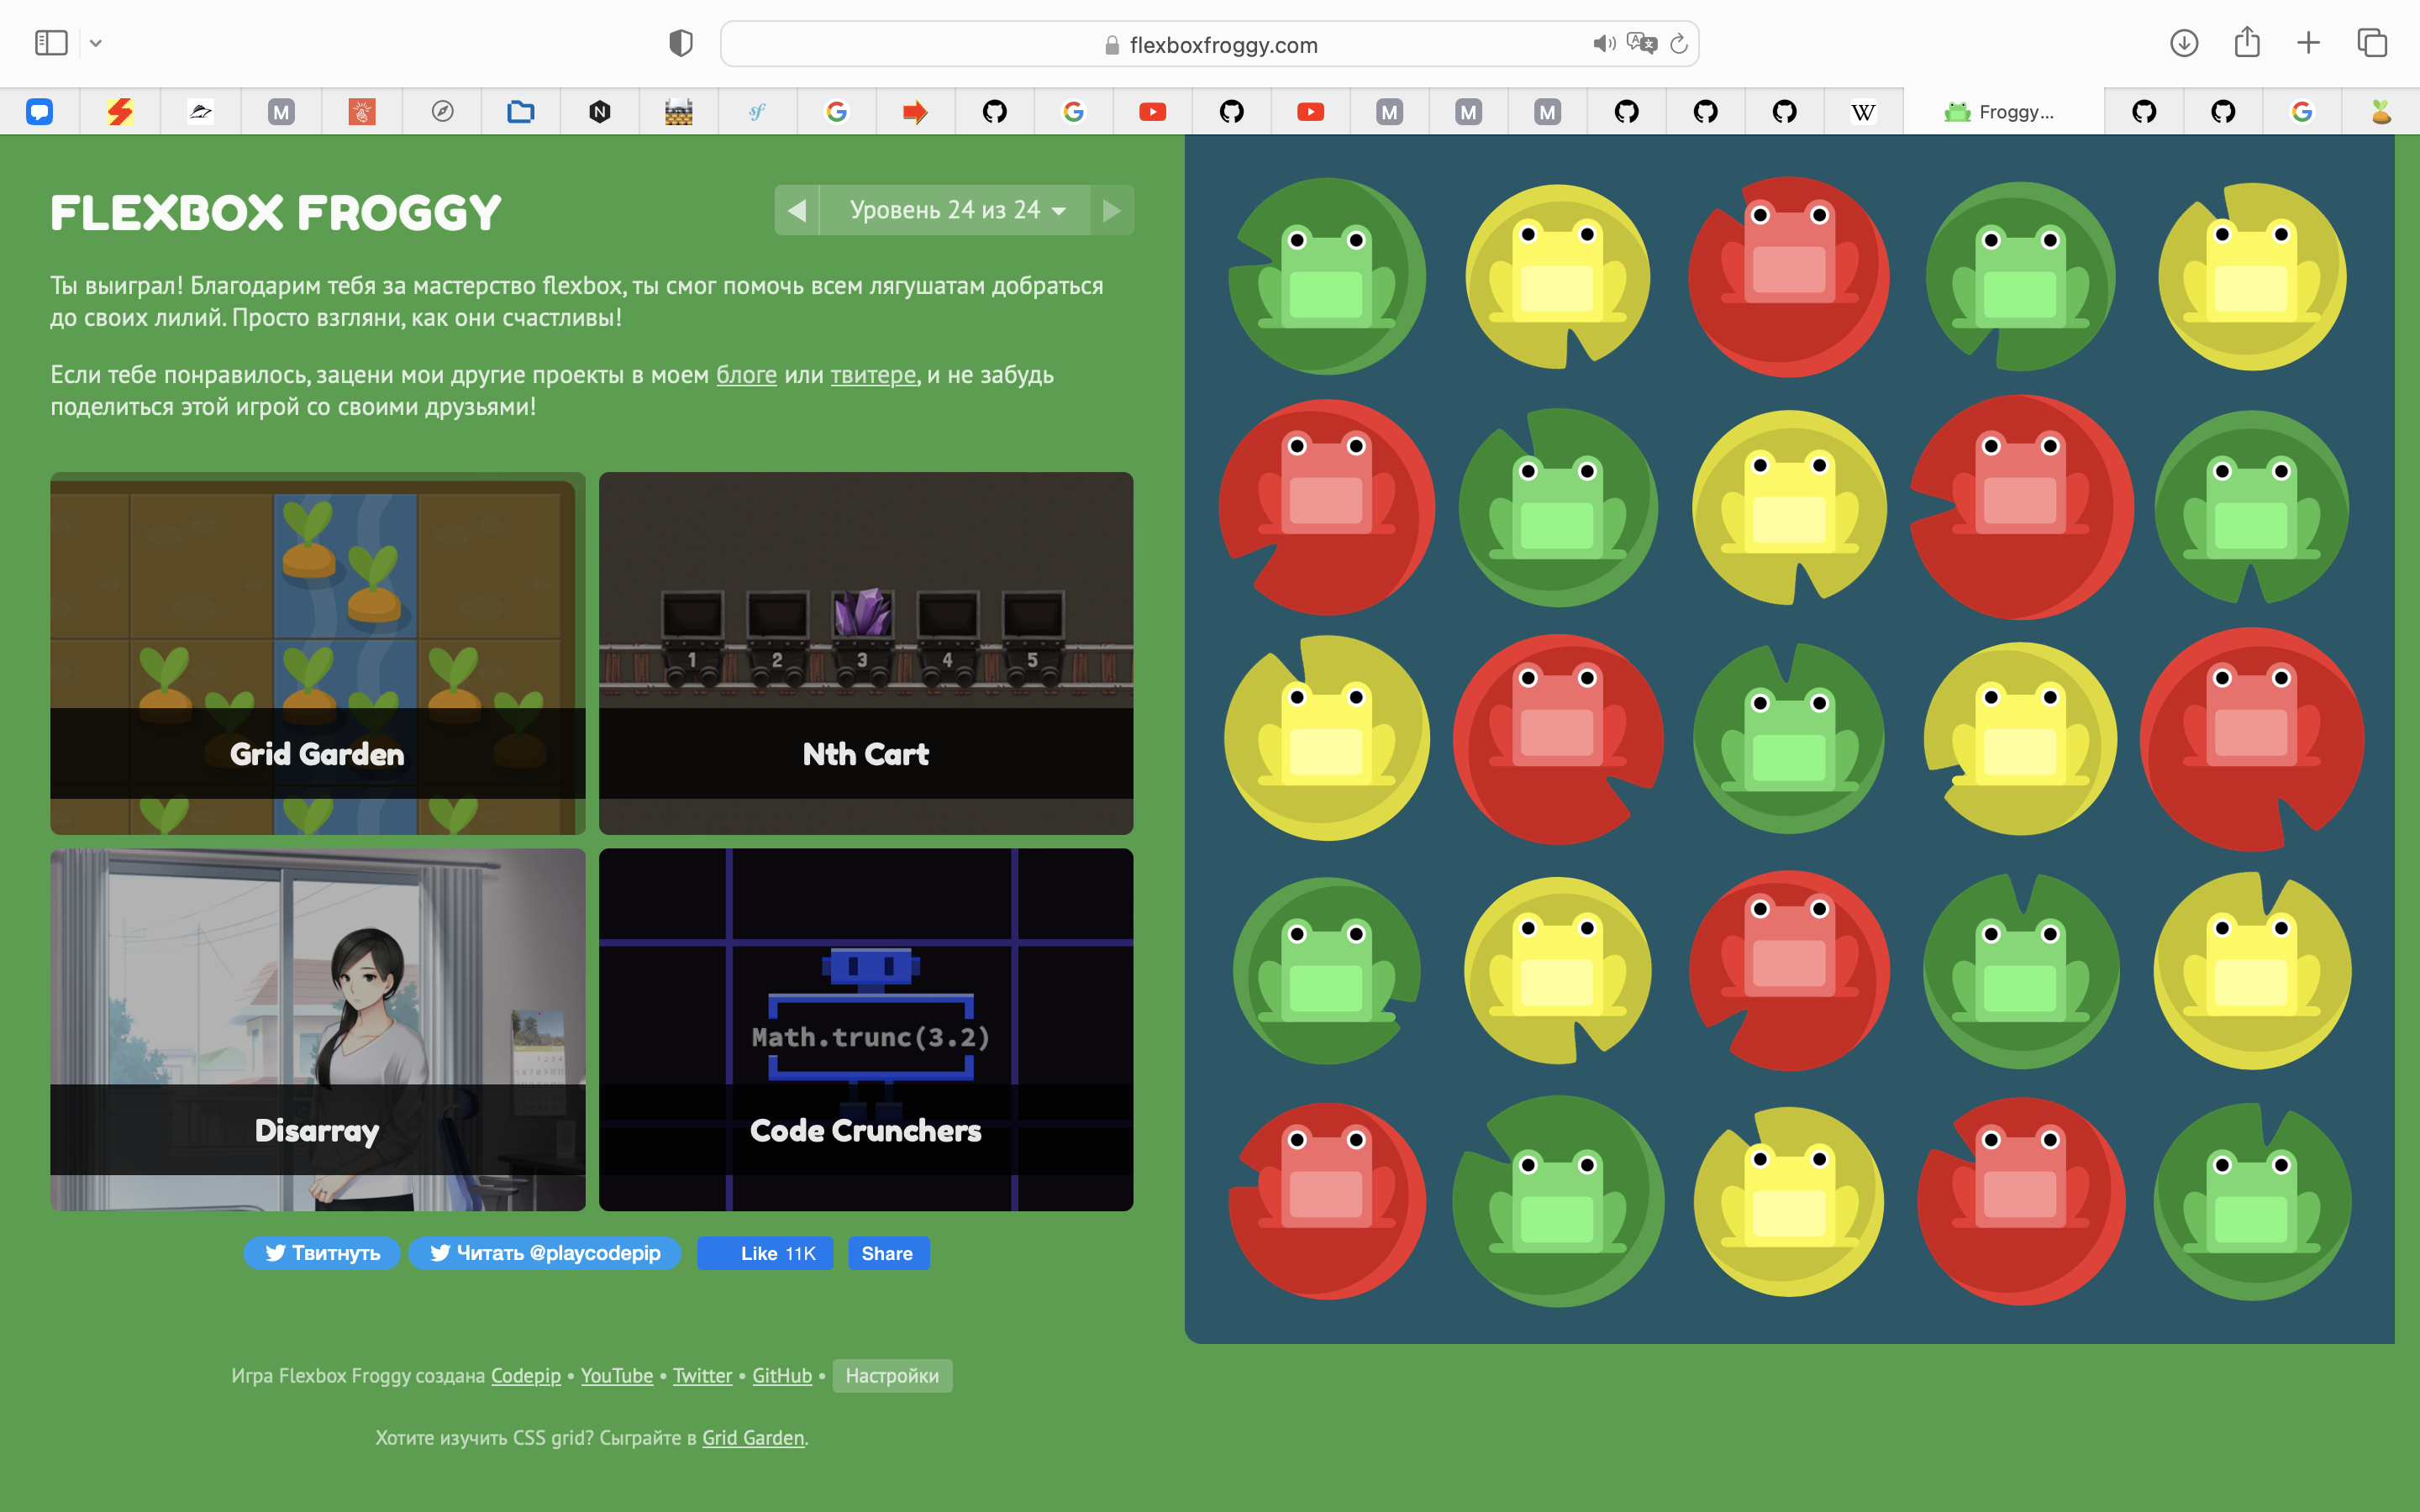 flexboxfroggy.com
M
N
sf
M
M
M
W
Froggy...
FLEXBOX FROGGY
Уровень 24 из 24
Ты выиграл! Благодарим тебя за мастерство flexbox, ты смог помочь всем лягушатам добраться
до своих лилий. Просто взгляни, как они счастливы!
Если тебе понравилось, зацени мои другие проекты в моем блоге или твитере, и не забудь
поделиться этой игрой со своими друзьями!
1 2 3 4 5
Grid Garden
Nth Cart
Math.trunc(3.2)
Disarray
Code Crunchers
Твитнуть
Читать @playcodepip
Like 11K
Share
Игра Flexbox Froggy создана Codepip • YouTube • Twitter • GitHub • Настройки
Хотите изучить CSS grid? Сыграйте в Grid Garden.